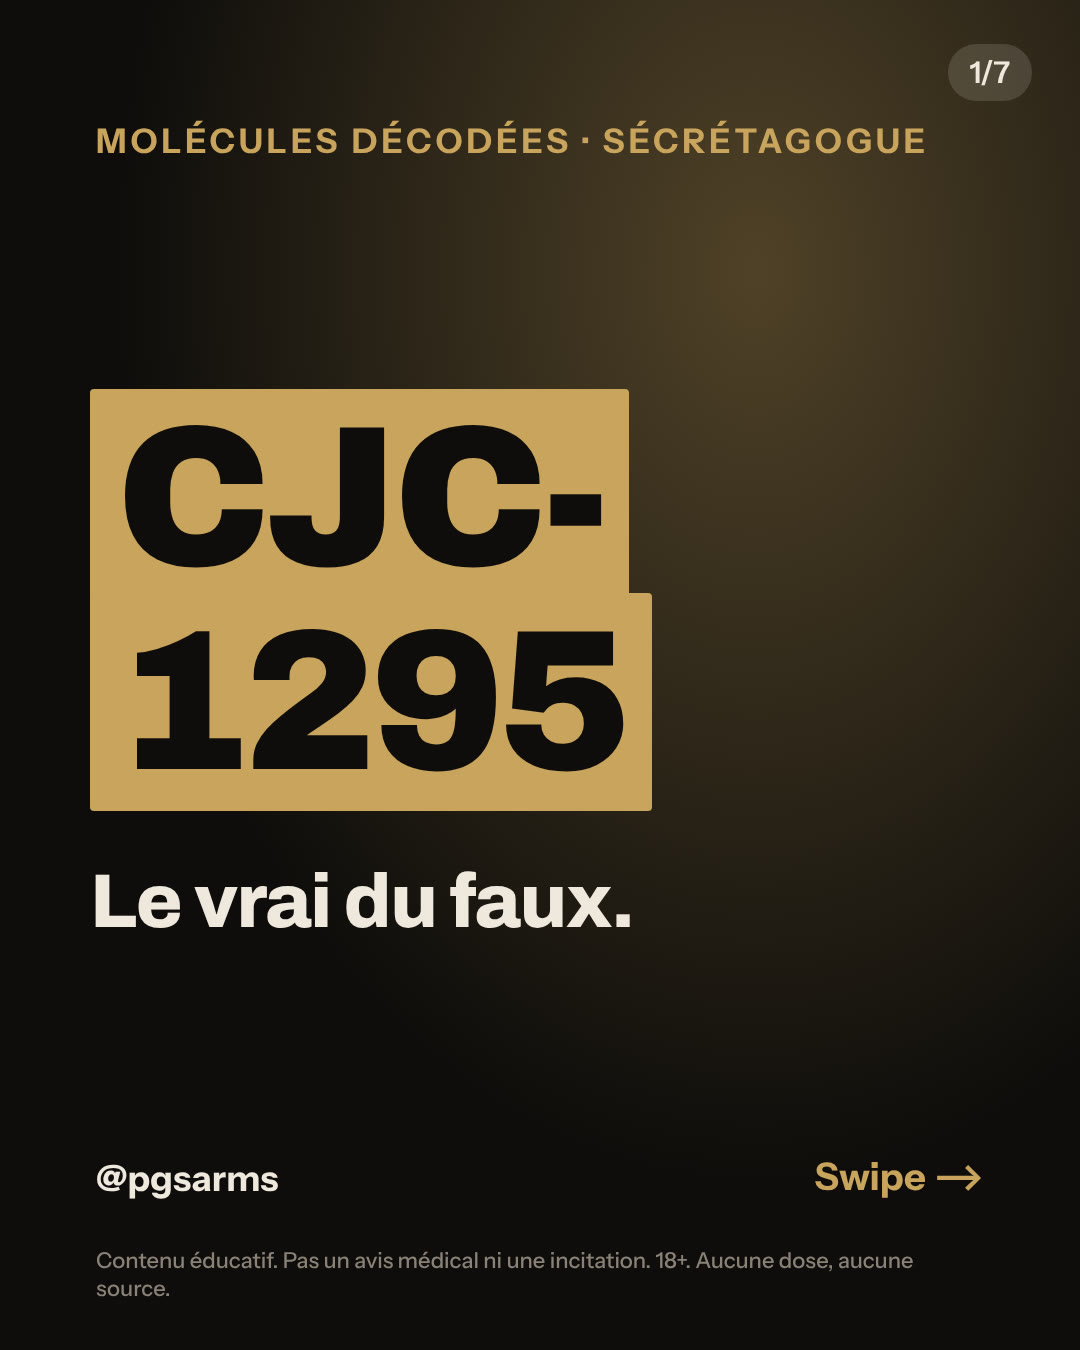 1/7
MOLÉCULES DÉCODÉES · SÉCRÉTAGOGUE
CJC-
1295
Le vrai du faux.
@pgsarms
Swipe →
Contenu éducatif. Pas un avis médical ni une incitation. 18+. Aucune dose, aucune
source.